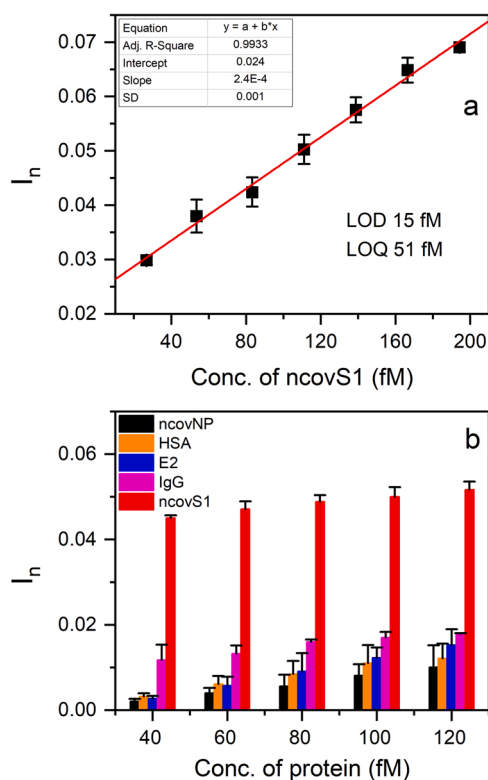 Equation y = a + b*x
Adj. R-Square 0.9933
Intercept 0.024
Slope 2.4E-4
SD 0.001
a
LOD 15 fM
LOQ 51 fM
0.07
0.06
0.05
0.04
0.03
0.02
In
40 80 120 160 200
Conc. of ncovS1 (fM)
ncovNP
HSA
E2
IgG
ncovS1
b
0.06
0.04
0.02
0.00
In
40 60 80 100 120
Conc. of protein (fM)